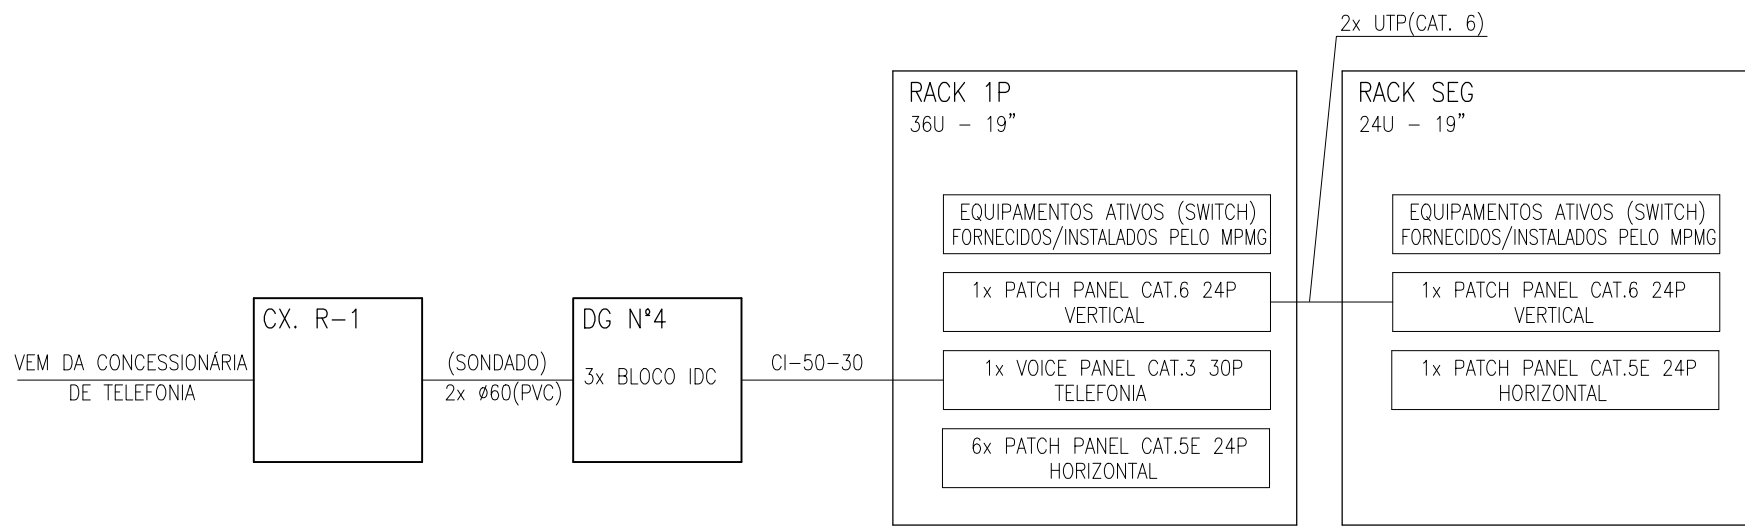 2x UTP(CAT. 6)
RACK 1P
36U - 19"
EQUIPAMENTOS ATIVOS (SWITCH)
FORNECIDOS/INSTALADOS PELO MPMG
1x PATCH PANEL CAT.6 24P
VERTICAL
1x VOICE PANEL CAT.3 30P
TELEFONIA
6x PATCH PANEL CAT.5E 24P
HORIZONTAL
RACK SEG
24U - 19"
EQUIPAMENTOS ATIVOS (SWITCH)
FORNECIDOS/INSTALADOS PELO MPMG
1x PATCH PANEL CAT.6 24P
VERTICAL
1x PATCH PANEL CAT.5E 24P
HORIZONTAL
VEM DA CONCESSIONÁRIA
DE TELEFONIA
CX. R-1
(SONDADO)
2x ø60(PVC)
DG Nº4
3x BLOCO IDC
CI-50-30